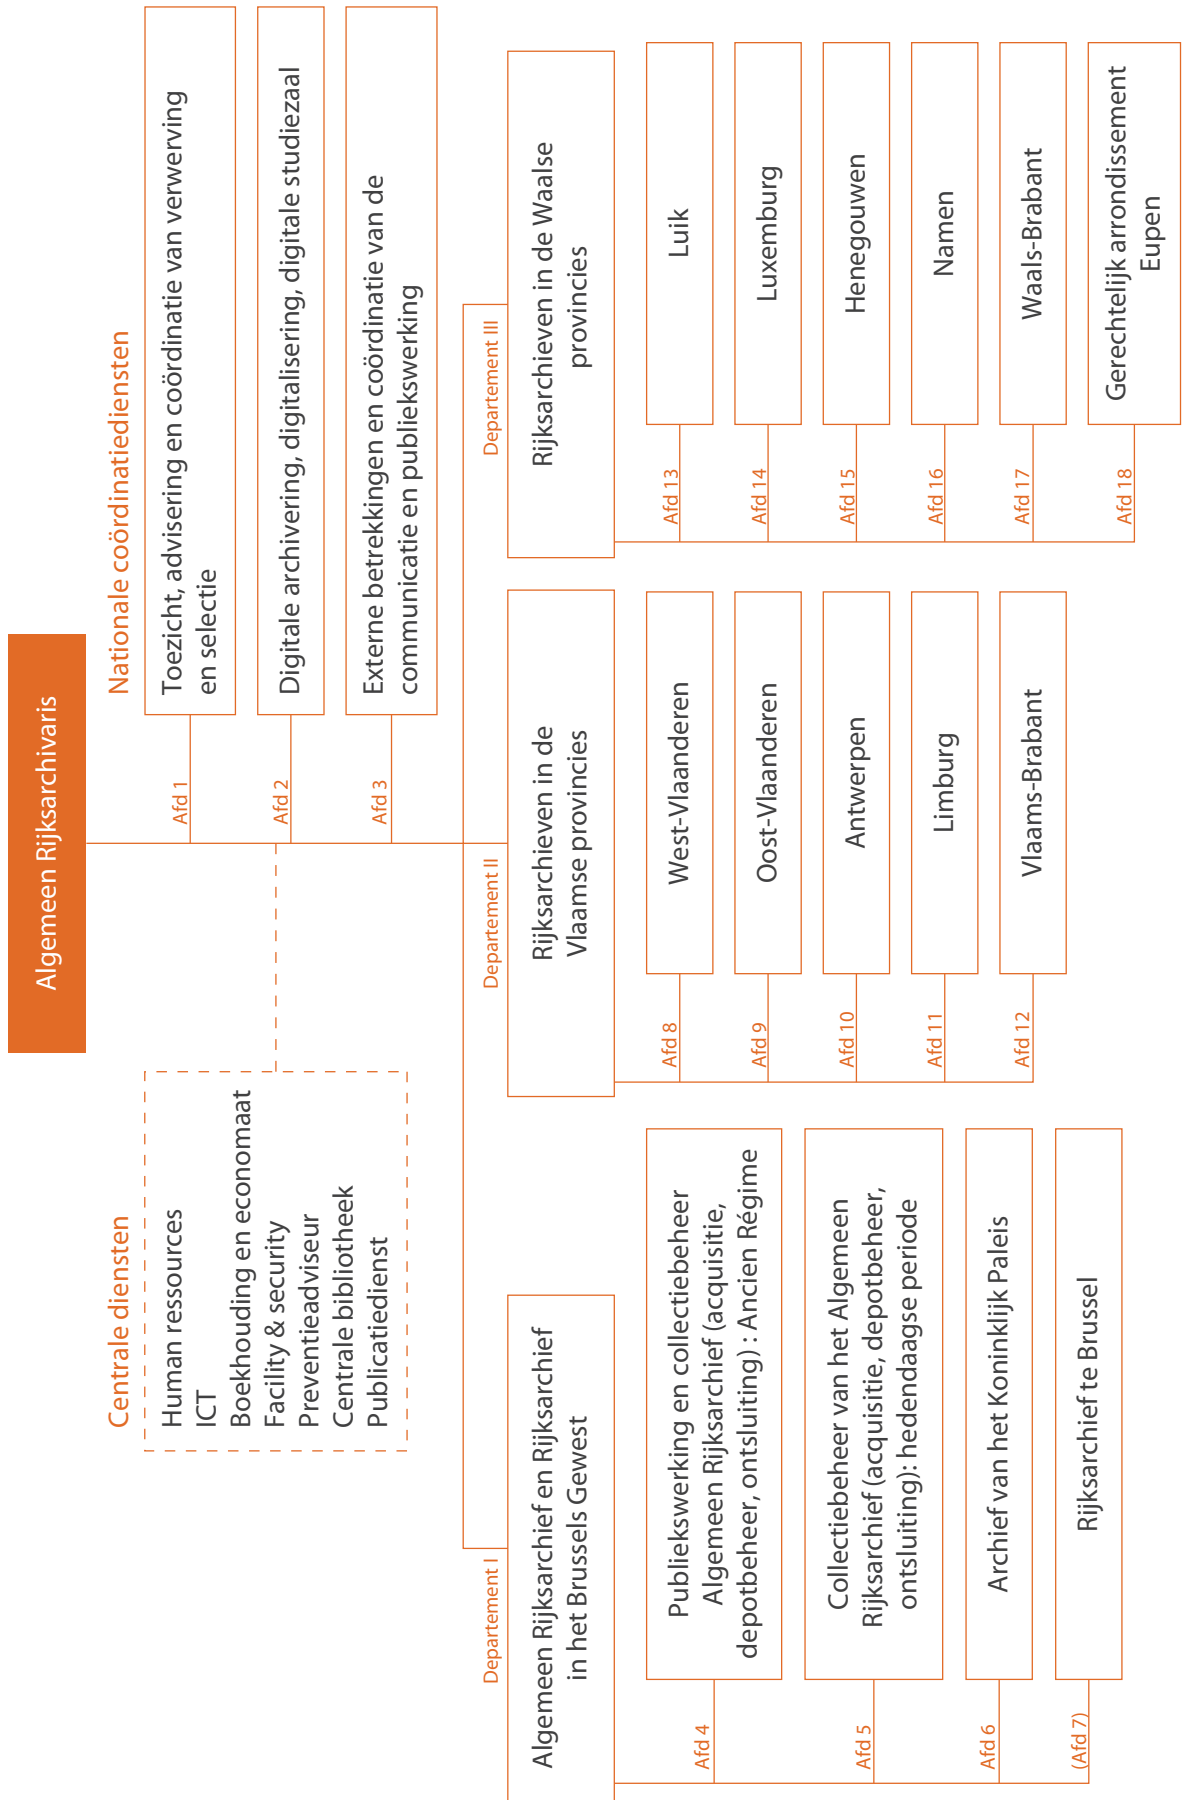 Algemeen Rijksarchivaris
Centrale diensten
Human ressources
ICT
Boekhouding en economaat
Facility & security
Preventieadviseur
Centrale bibliotheek
Publicatiedienst
Nationale coördinatiediensten
Afd 1
Toezicht, advisering en coördinatie van verwerving
en selectie
Afd 2
Digitale archivering, digitalisering, digitale studiezaal
Afd 3
Externe betrekkingen en coördinatie van de
communicatie en publiekswerking
Departement I
Algemeen Rijksarchief en Rijksarchief
in het Brussels Gewest
Afd 4
Publiekswerking en collectiebeheer
Algemeen Rijksarchief (acquisitie,
depotbeheer, ontsluiting) : Ancien Régime
Afd 5
Collectiebeheer van het Algemeen
Rijksarchief (acquisitie, depotbeheer,
ontsluiting): hedendaagse periode
Afd 6
Archief van het Koninklijk Paleis
(Afd 7)
Rijksarchief te Brussel
Departement II
Rijksarchieven in de
Vlaamse provincies
Afd 8
West-Vlaanderen
Afd 9
Oost-Vlaanderen
Afd 10
Antwerpen
Afd 11
Limburg
Afd 12
Vlaams-Brabant
Departement III
Rijksarchieven in de Waalse
provincies
Afd 13
Luik
Afd 14
Luxemburg
Afd 15
Henegouwen
Afd 16
Namen
Afd 17
Waals-Brabant
Afd 18
Gerechtelijk arrondissement
Eupen